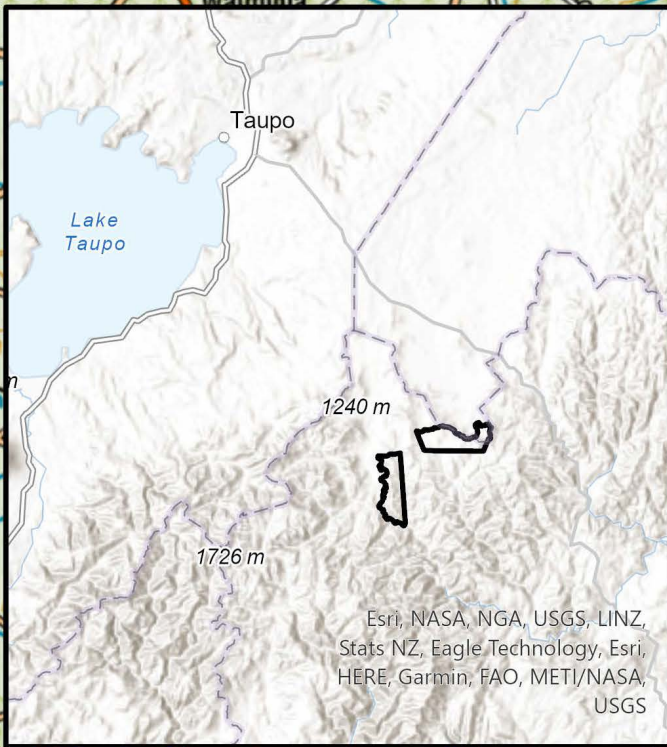 Taupo
Lake
Taupo
m
1240 m
1726 m
Esri, NASA, NGA, USGS, LINZ,
Stats NZ, Eagle Technology, Esri,
HERE, Garmin, FAO, METI/NASA,
USGS